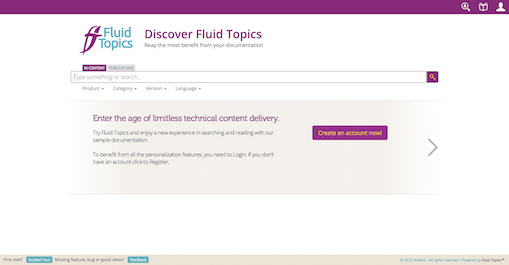 Fluid Topics
Discover Fluid Topics
Reap the most benefit from your documentation
IN CONTENT PUBLICATIONS
Type something to search...
Product Category Version Language
Enter the age of limitless technical content delivery.
Try Fluid Topics and enjoy a new experience in searching and reading with our
sample documentation.
Create an account now!
To benefit from all the personalization features, you need to Login. If you don't
have an account click to Register.
First visit? Guided Tour Missing feature, bug or good vibes? Feedback
© 2015 Antidot - All rights reserved • Powered by Fluid Topics™